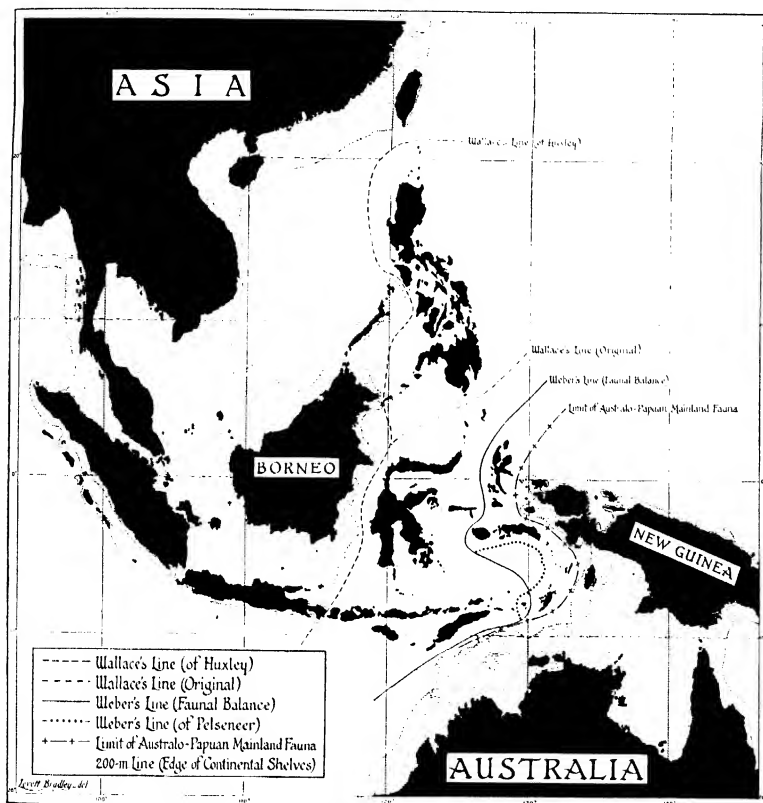 ASIA
Wallace's Line (of Huxley)
Wallace's Line (Original)
Weber's Line (Faunal Balance)
Limit of Australo-Papuan Mainland Fauna
BORNEO
NEW GUINEA
Wallace's Line (of Huxley)
Wallace's Line (Original)
Weber's Line (Faunal Balance)
Weber's Line (of Pelseneer)
Limit of Australo-Papuan Mainland Fauna
200-m Line (Edge of Continental Shelves)
AUSTRALIA
Lovett Bradley_del